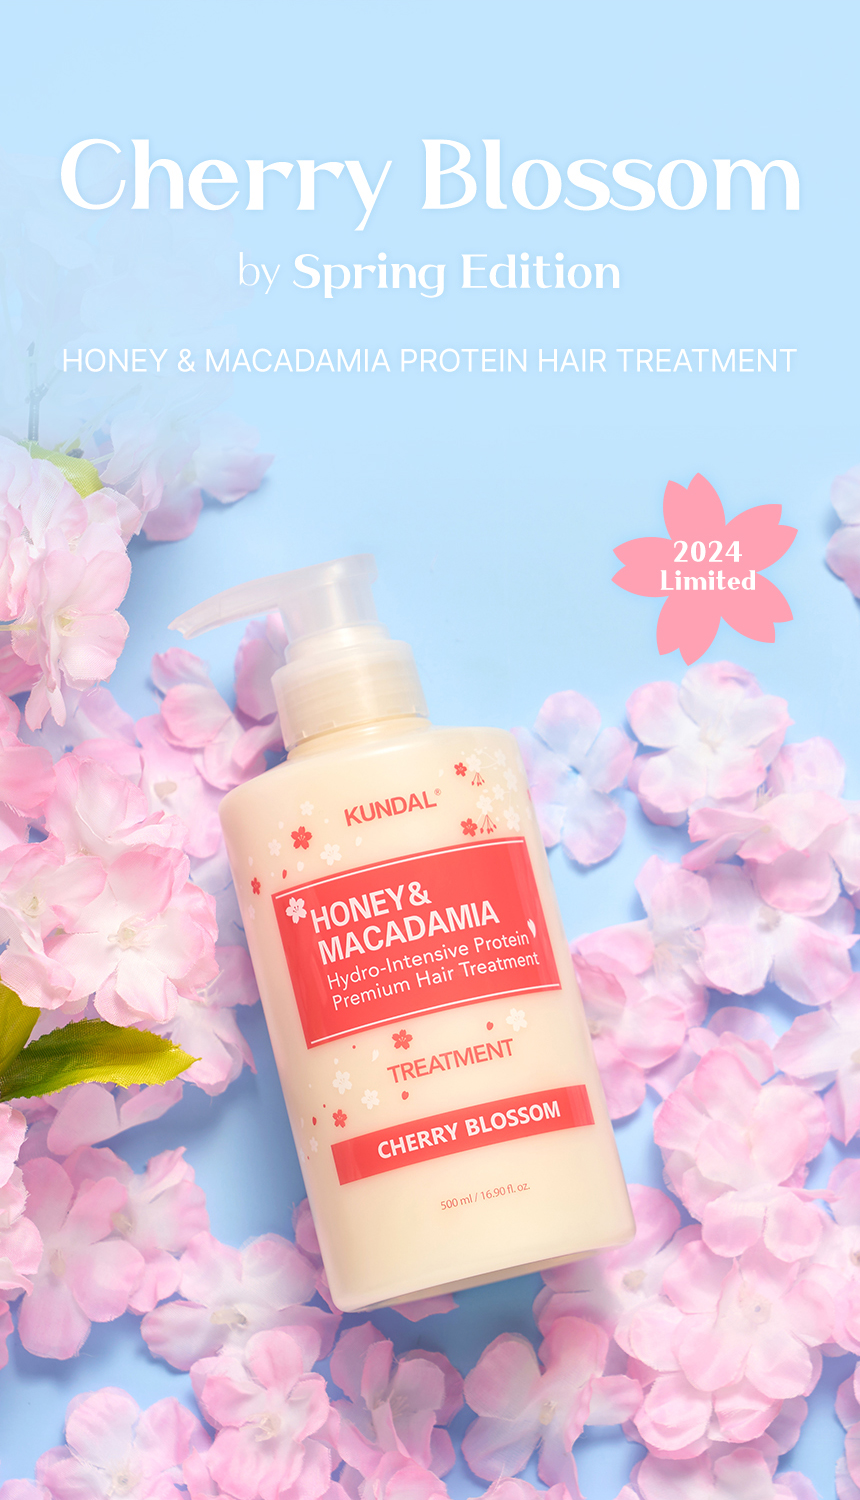 Cherry Blossom
by Spring Edition
HONEY & MACADAMIA PROTEIN HAIR TREATMENT
2024
Limited
KUNDAL®
HONEY&
MACADAMIA
Hydro-Intensive Protein
Premium Hair Treatment
TREATMENT
CHERRY BLOSSOM
500 ml / 16.90 fl. oz.